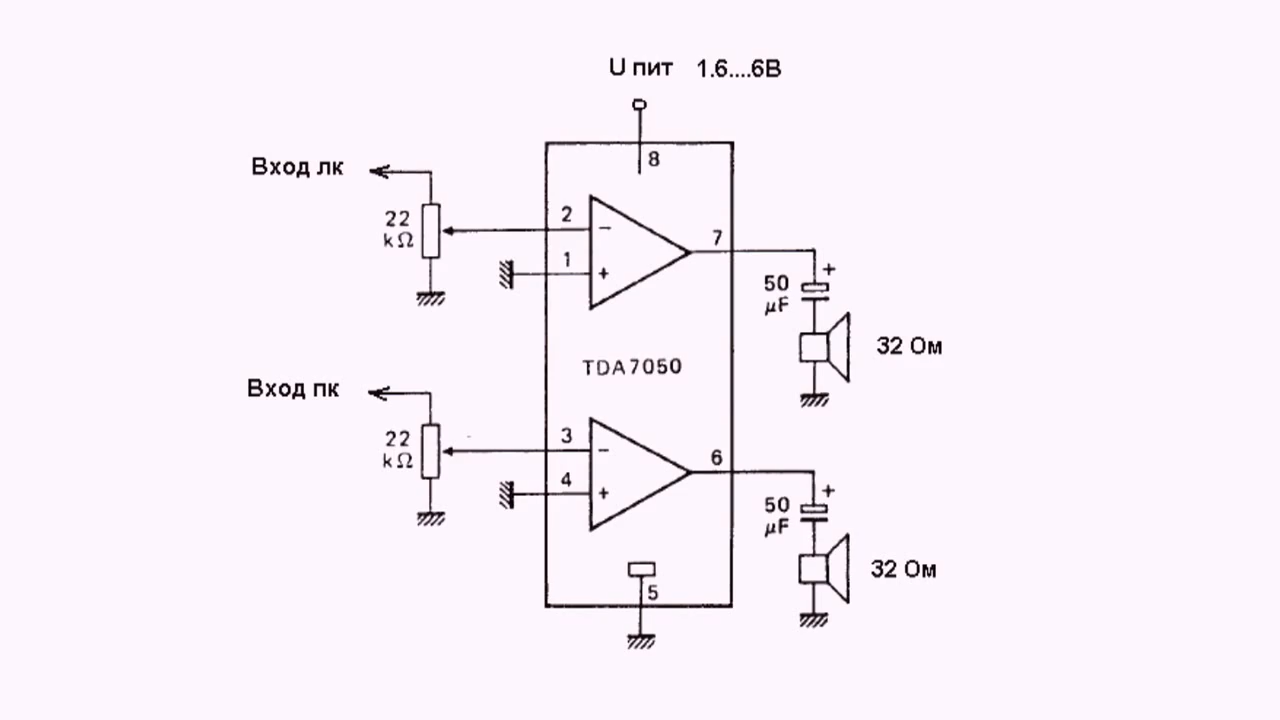 U пит 1.6....6В
8
Вход лк
22
kΩ
2
−
1
+
7
+
50
μF
32 Ом
TDA7050
Вход пк
22
kΩ
3
−
4
+
6
+
50
μF
32 Ом
5